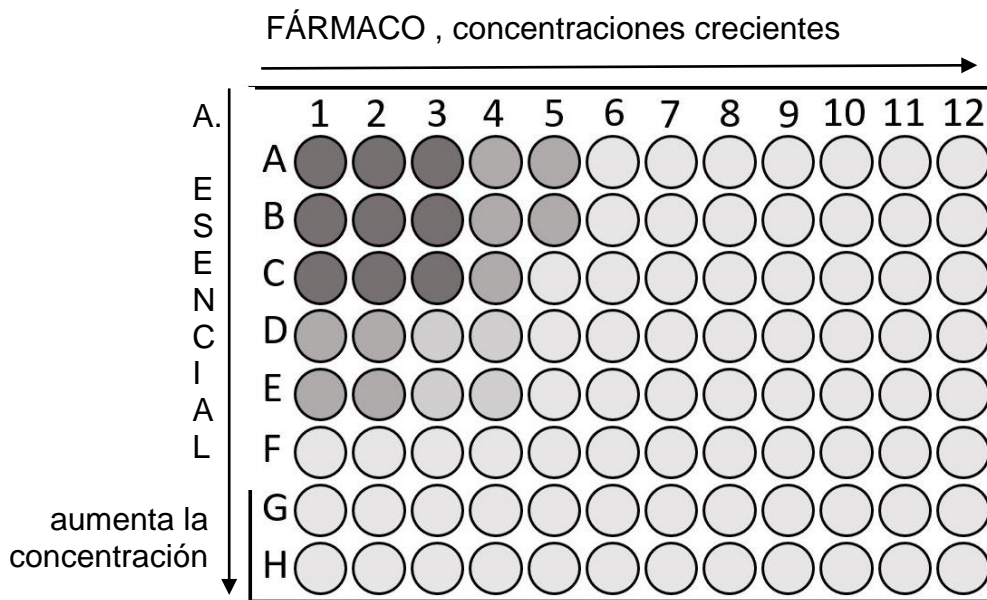 FÁRMACO , concentraciones crecientes
A.
E
S
E
N
C
I
A
L
aumenta la
concentración
1 2 3 4 5 6 7 8 9 10 11 12
A
B
C
D
E
F
G
H